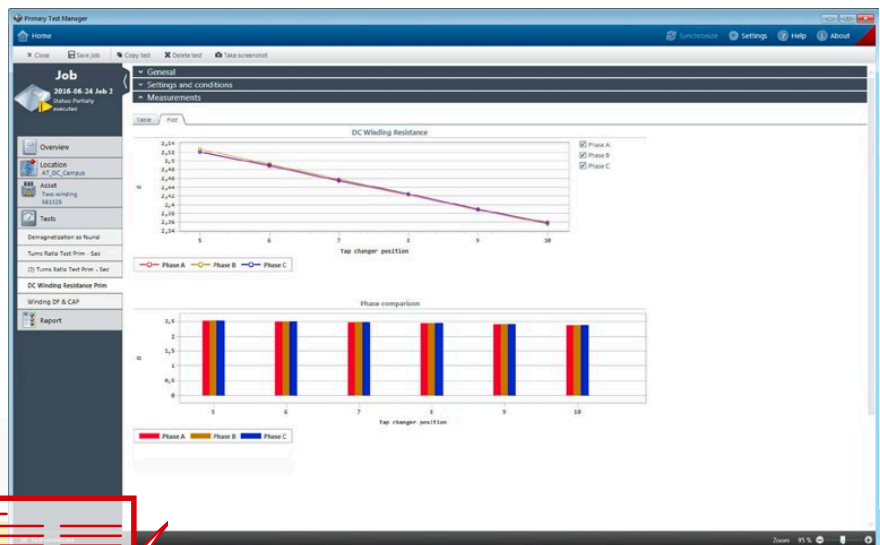 Primary Test Manager
Home
Synchronize Settings Help About
Close Save job Copy test Delete test Take screenshot
Job
2016-06-24 Job 2
Status: Partially
executed
Overview
Location
AT_OC_Campus
Asset
Two-winding
561525
Tests
Demagnetization as found
Turns Ratio Test Prim - Sec
(2) Turns Ratio Test Prim - Sec
DC Winding Resistance Prim
Winding DF & CAP
Report
General
Settings and conditions
Measurements
Table Plot
DC Winding Resistance
2,54
2,52
2,5
2,48
2,46
2,44
2,42
2,4
2,38
2,36
2,34
Ω
5 6 7 8 9 10
Tap changer position
Phase A
Phase B
Phase C
Phase A Phase B Phase C
Phase comparison
2,5
2
1,5
1
0,5
0
Ω
5 6 7 8 9 10
Tap changer position
Phase A Phase B Phase C
Zoom 95 %